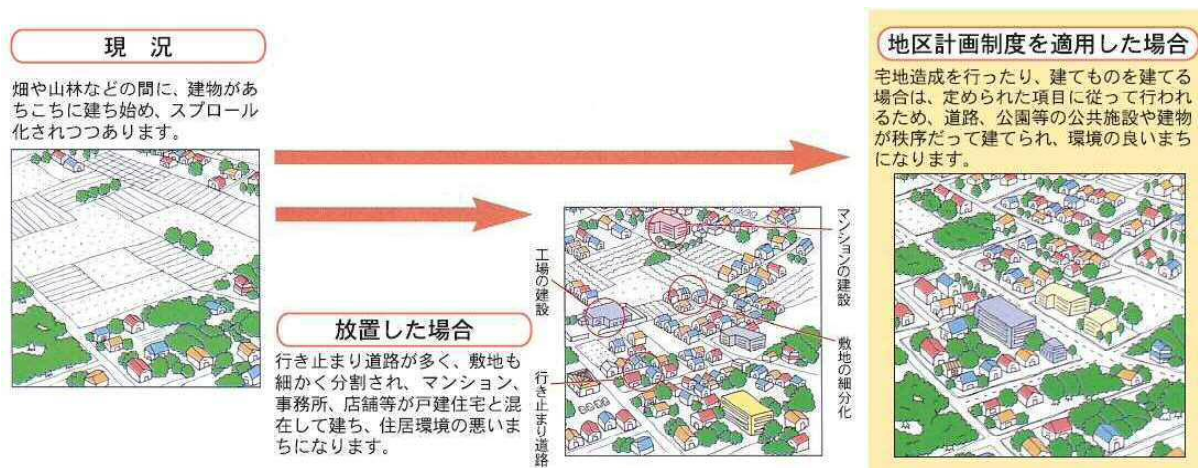 現 況
畑や山林などの間に、建物があ
ちこちに建ち始め、スプロール
化されつつあります。
放置した場合
行き止まり道路が多く、敷地も
細かく分割され、マンション、
事務所、店舗等が戸建住宅と混
在して建ち、住居環境の悪いま
ちになります。
工場の建設
行き止まり道路
マンションの建設
敷地の細分化
地区計画制度を適用した場合
宅地造成を行ったり、建てものを建てる
場合は、定められた項目に従って行われ
るため、道路、公園等の公共施設や建物
が秩序だって建てられ、環境の良いまち
になります。